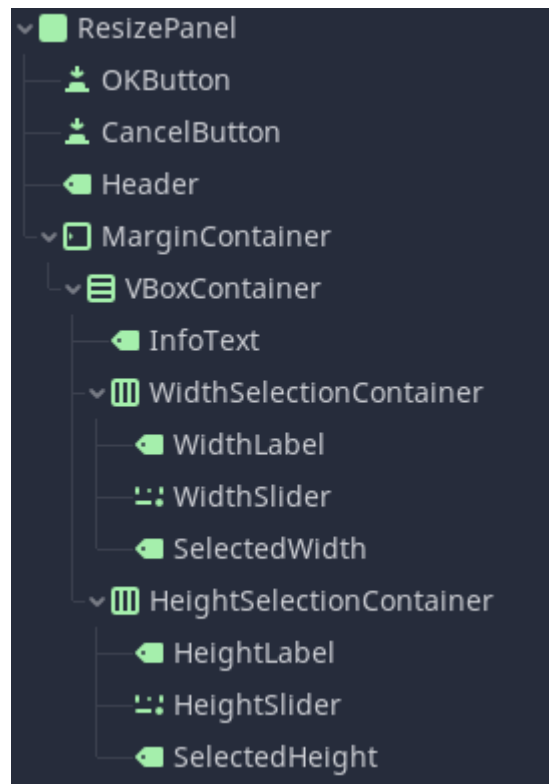 ResizePanel
OKButton
CancelButton
Header
MarginContainer
VBoxContainer
InfoText
WidthSelectionContainer
WidthLabel
WidthSlider
SelectedWidth
HeightSelectionContainer
HeightLabel
HeightSlider
SelectedHeight